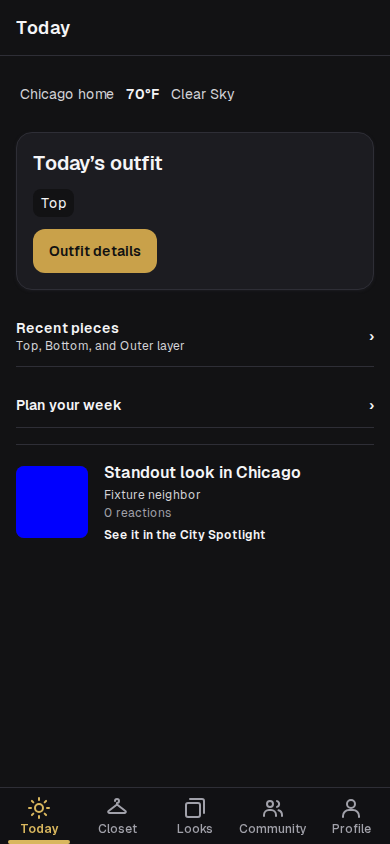 Today
Chicago home 70°F Clear Sky
Today’s outfit
Top
Outfit details
Recent pieces
Top, Bottom, and Outer layer
›
Plan your week ›
Standout look in Chicago
Fixture neighbor
0 reactions
See it in the City Spotlight
Today Closet Looks Community Profile